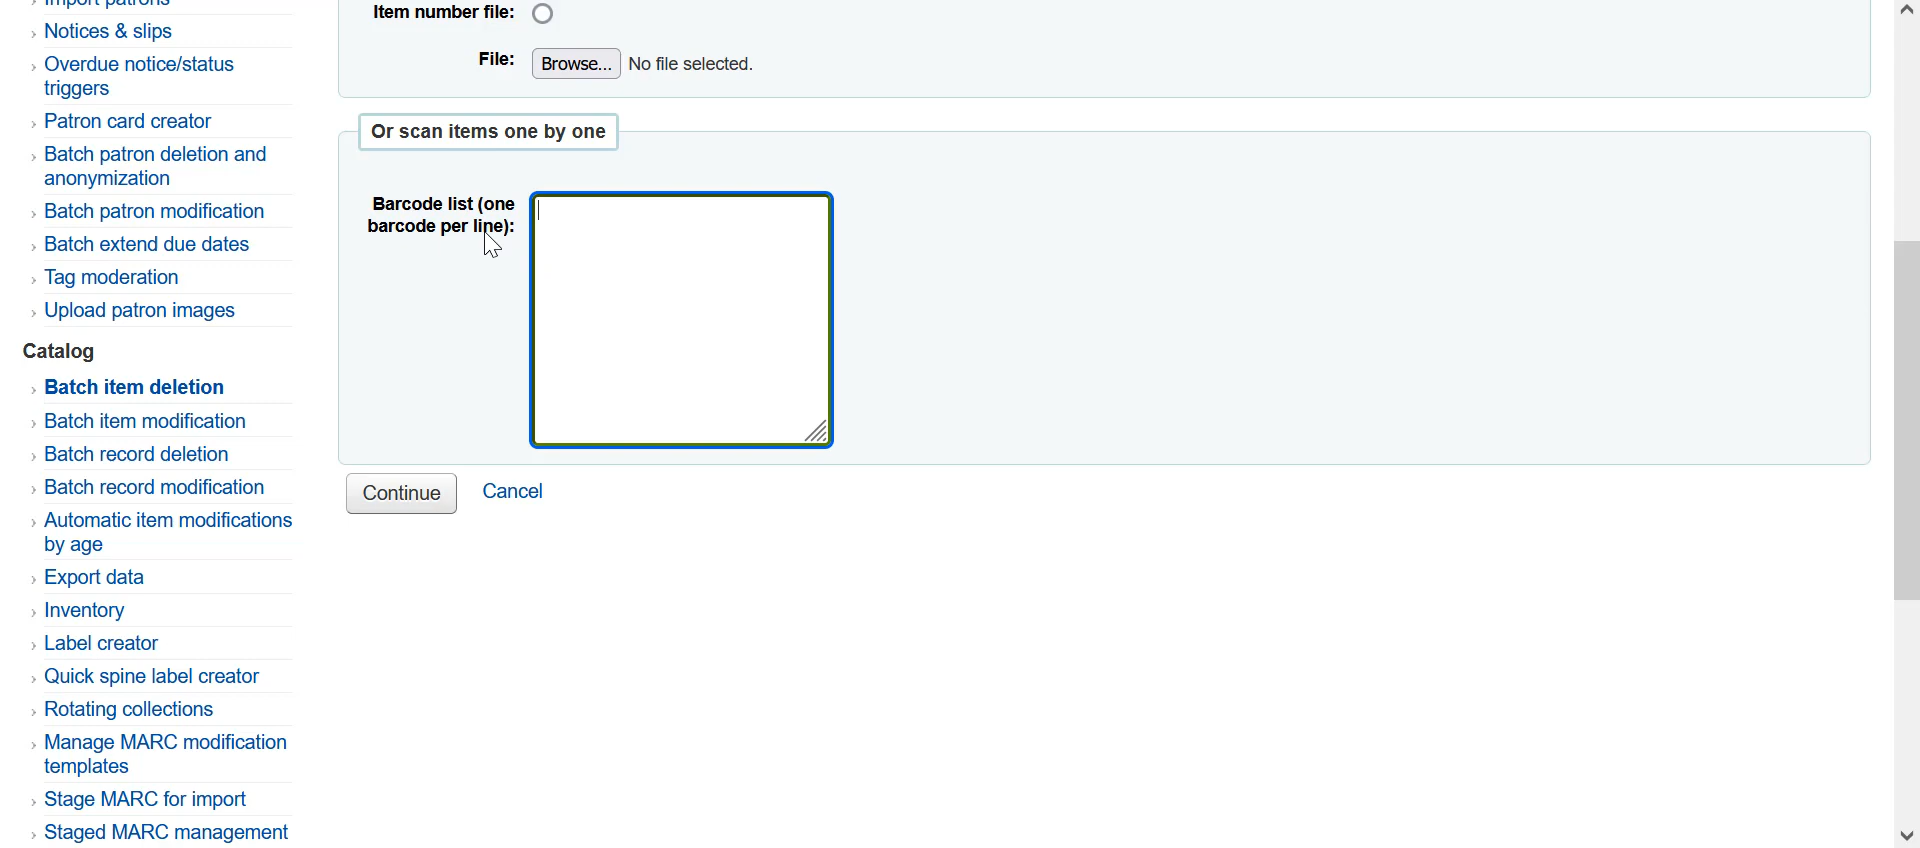 Import patrons
Notices & slips
Overdue notice/status
triggers
Patron card creator
Batch patron deletion and
anonymization
Batch patron modification
Batch extend due dates
Tag moderation
Upload patron images
Catalog
Batch item deletion
Batch item modification
Batch record deletion
Batch record modification
Automatic item modifications
by age
Export data
Inventory
Label creator
Quick spine label creator
Rotating collections
Manage MARC modification
templates
Stage MARC for import
Staged MARC management
Item number file:
File: Browse... No file selected.
Or scan items one by one
Barcode list (one
barcode per line):
Continue Cancel